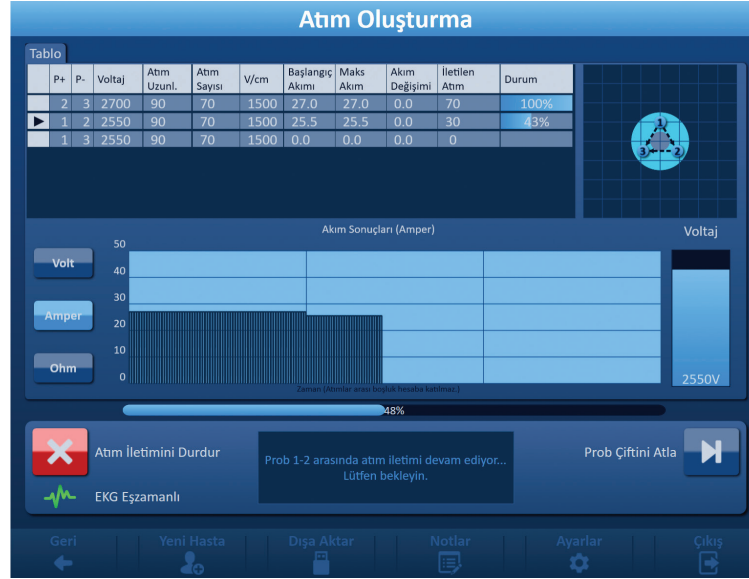 Atım Oluşturma
Tablo
P+ P- Voltaj Atım Uzunl. Atım Sayısı V/cm Başlangıç Akımı Maks Akım Akım Değişimi İletilen Atım Durum
2 3 2700 90 70 1500 27.0 27.0 0.0 70 100%
1 2 2550 90 70 1500 25.5 25.5 0.0 30 43%
1 3 2550 90 70 1500 0.0 0.0 0.0 0
1
3 2
Akım Sonuçları (Amper)
Voltaj
Volt
Amper
Ohm
50
40
30
20
10
0
2550V
Zaman (Atımlar arası boşluk hesaba katılmaz.)
48%
Atım İletimini Durdur
Prob 1-2 arasında atım iletimi devam ediyor...
Lütfen bekleyin.
Prob Çiftini Atla
EKG Eşzamanlı
Geri Yeni Hasta Dışa Aktar Notlar Ayarlar Çıkış